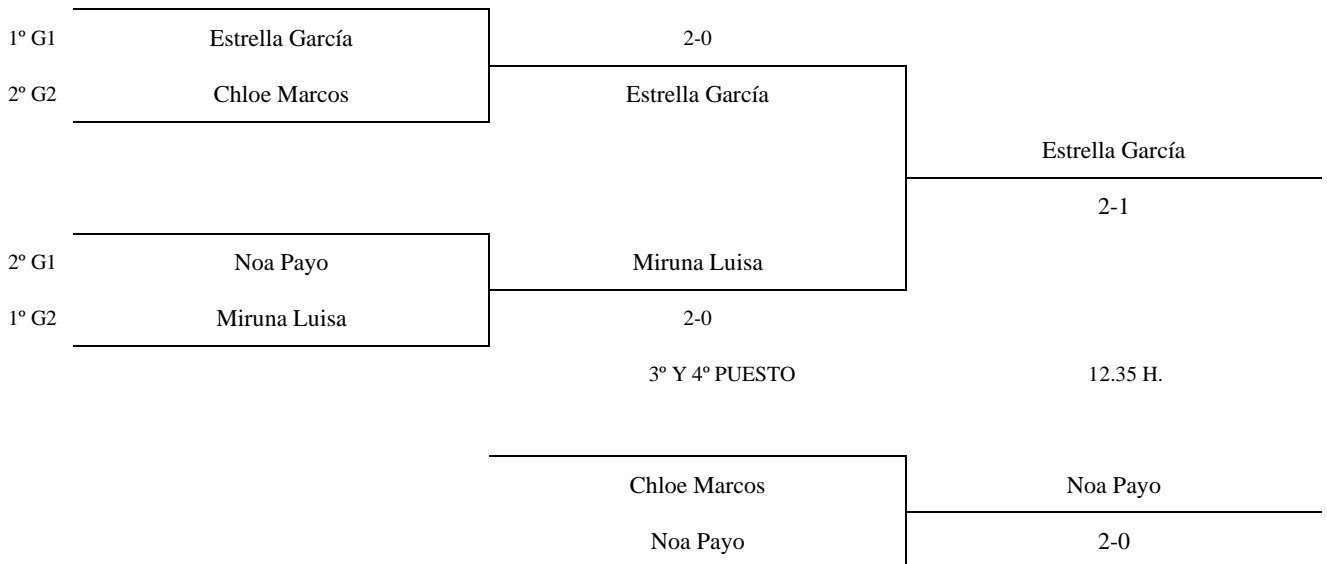 1º G1 Estrella García 2-0
2º G2 Chloe Marcos Estrella García
Estrella García
2-1
2º G1 Noa Payo Miruna Luisa
1º G2 Miruna Luisa 2-0
3º Y 4º PUESTO 12.35 H.
Chloe Marcos Noa Payo
Noa Payo 2-0